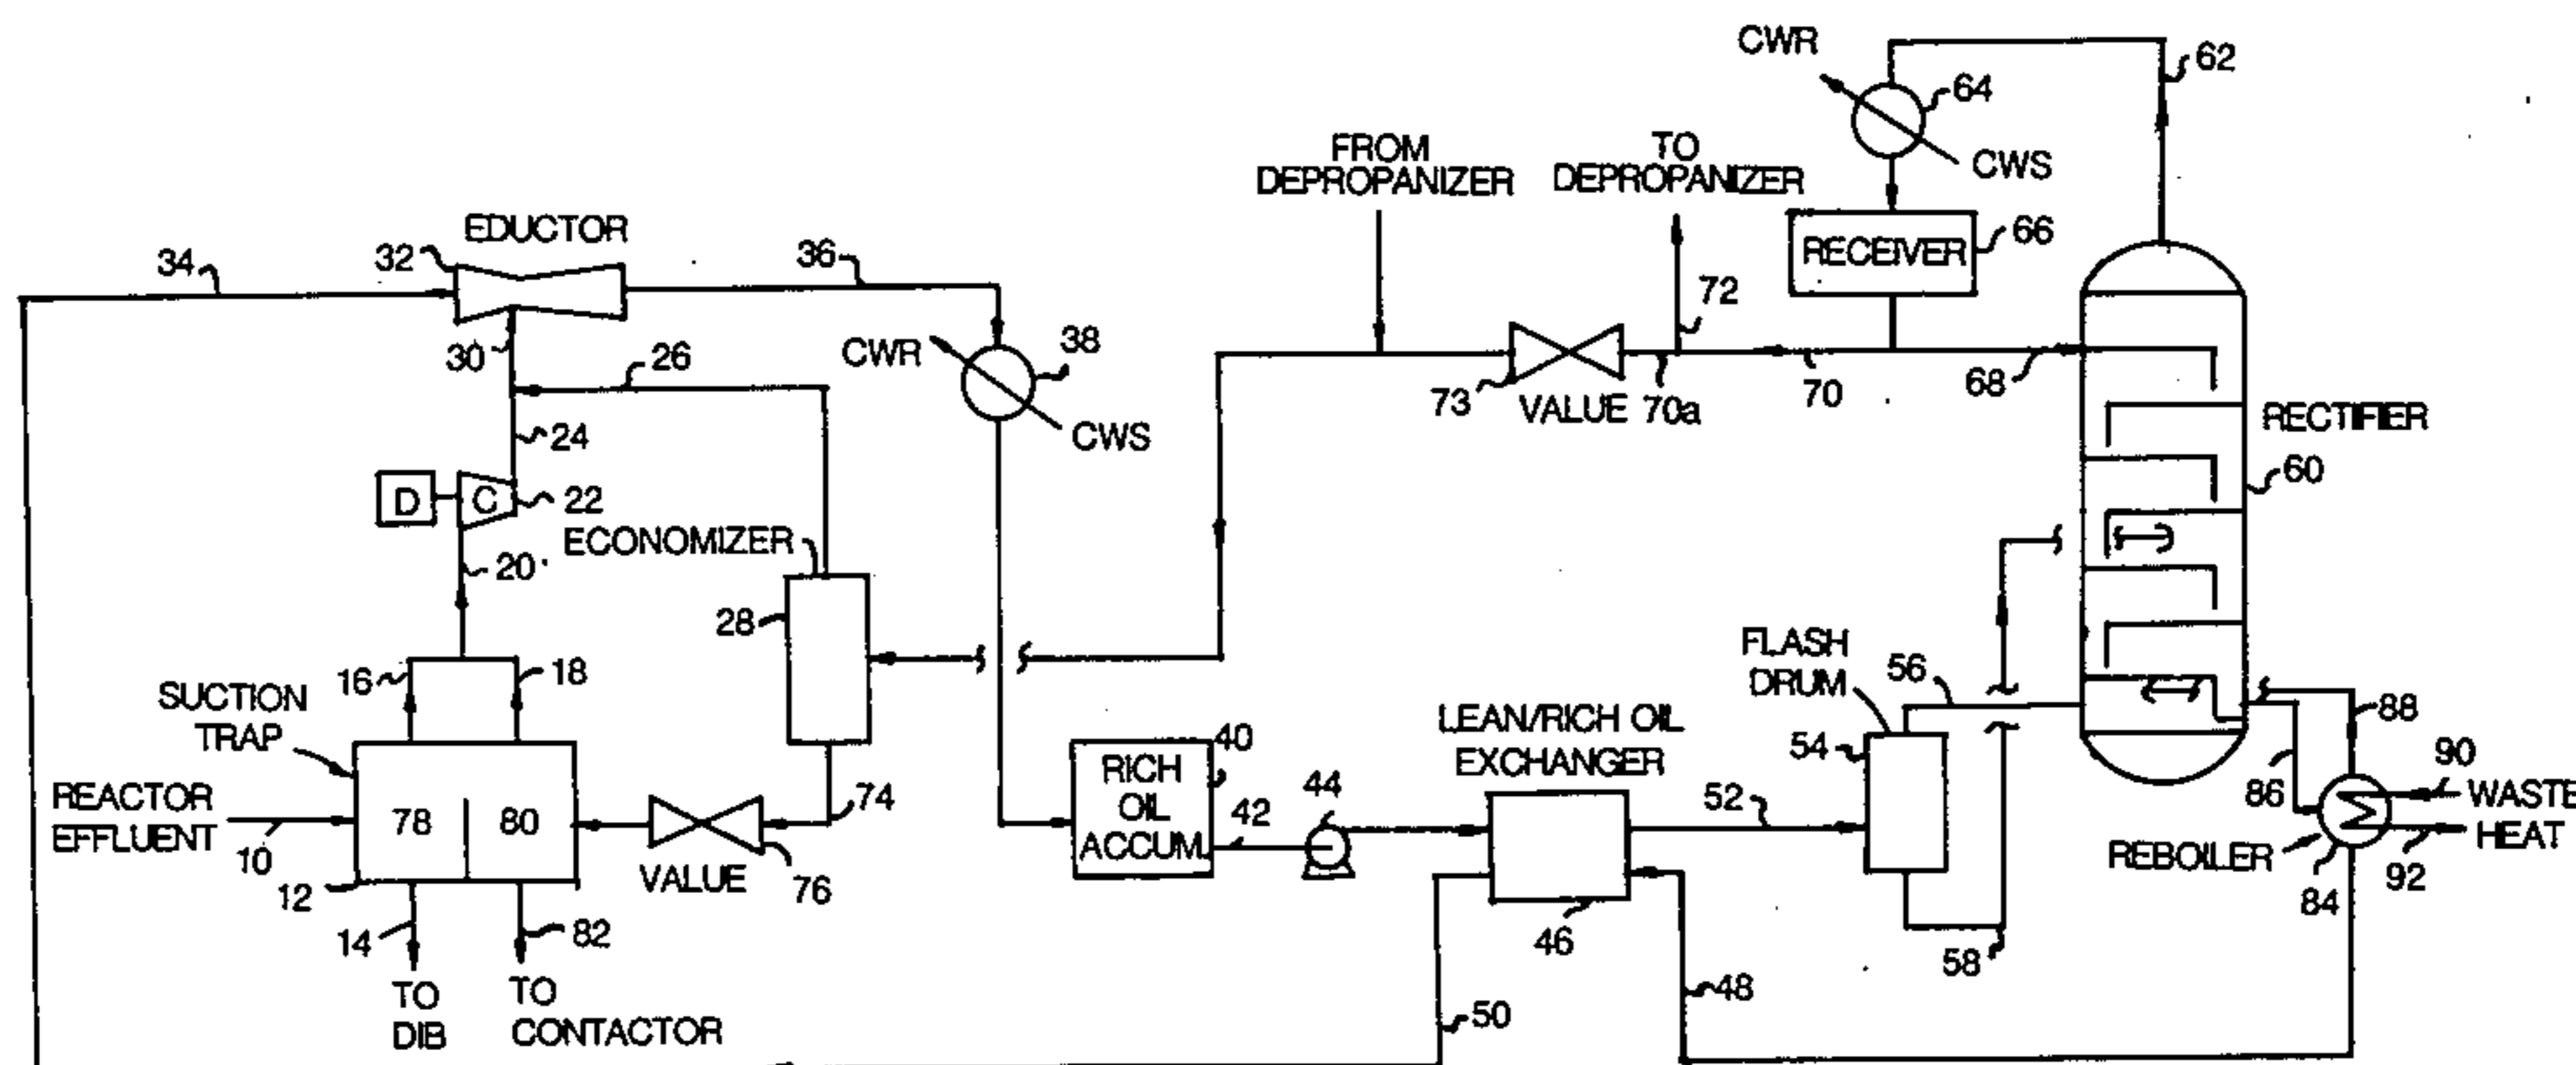 CWR
62
64
CWS
FROM
DEPROPANIZER
TO
DEPROPANIZER
RECEIVER
66
EDUCTOR
34
32
36
72
30
26
CWR
38
CWS
73
VALUE
70a
70
68
RECTIFIER
60
24
D
C
22
20
ECONOMIZER
28
16
18
SUCTION
TRAP
REACTOR
EFFLUENT
10
12
78
80
14
82
TO
DIB
TO
CONTACTOR
VALUE
76
74
RICH
OIL
ACCUM.
40
42
44
LEAN/RICH OIL
EXCHANGER
46
52
50
48
FLASH
DRUM
54
56
58
88
86
90
WASTE
HEAT
92
REBOILER
84